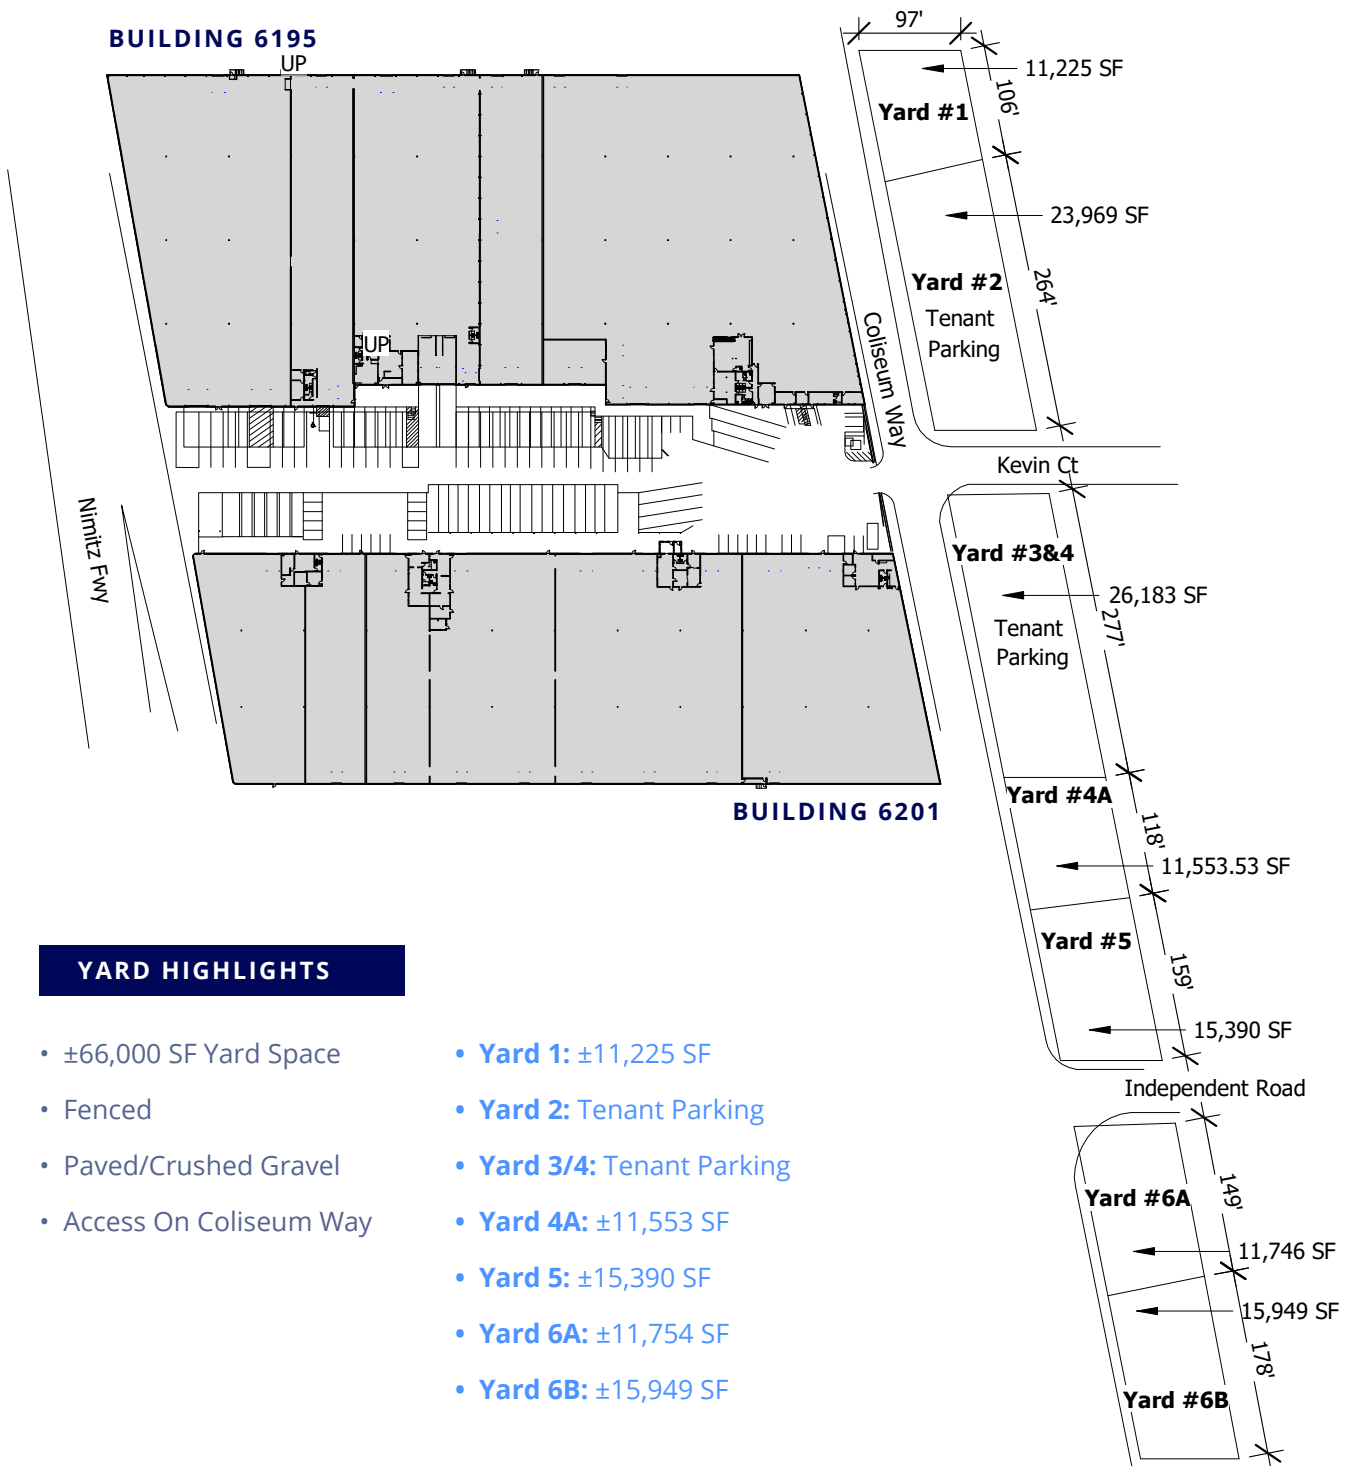 BUILDING 6195
UP
UP
97'
11,225 SF
106'
Yard #1
23,969 SF
264'
Yard #2
Tenant
Parking
Coliseum Way
Kevin Ct
Nimitz Fwy
Yard #3&4
26,183 SF
277'
Tenant
Parking
Yard #4A
118'
11,553.53 SF
BUILDING 6201
Yard #5
159'
15,390 SF
Independent Road
149'
Yard #6A
11,746 SF
15,949 SF
178'
Yard #6B
YARD HIGHLIGHTS
• ±66,000 SF Yard Space
• Fenced
• Paved/Crushed Gravel
• Access On Coliseum Way
• Yard 1: ±11,225 SF
• Yard 2: Tenant Parking
• Yard 3/4: Tenant Parking
• Yard 4A: ±11,553 SF
• Yard 5: ±15,390 SF
• Yard 6A: ±11,754 SF
• Yard 6B: ±15,949 SF